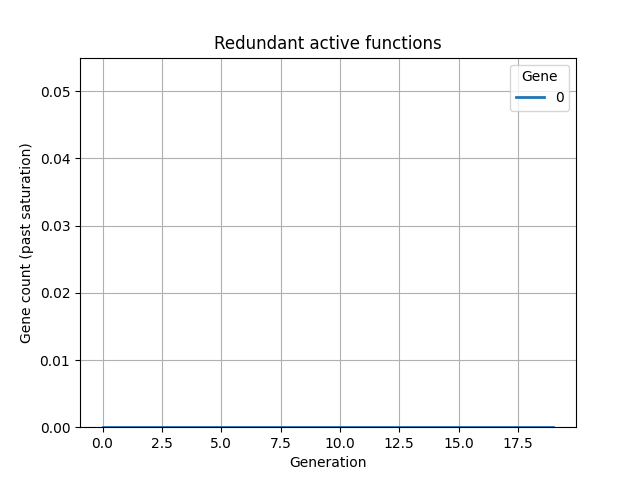 Redundant active functions
Gene
0
Gene count (past saturation)
0.05
0.04
0.03
0.02
0.01
0.00
0.0 2.5 5.0 7.5 10.0 12.5 15.0 17.5
Generation